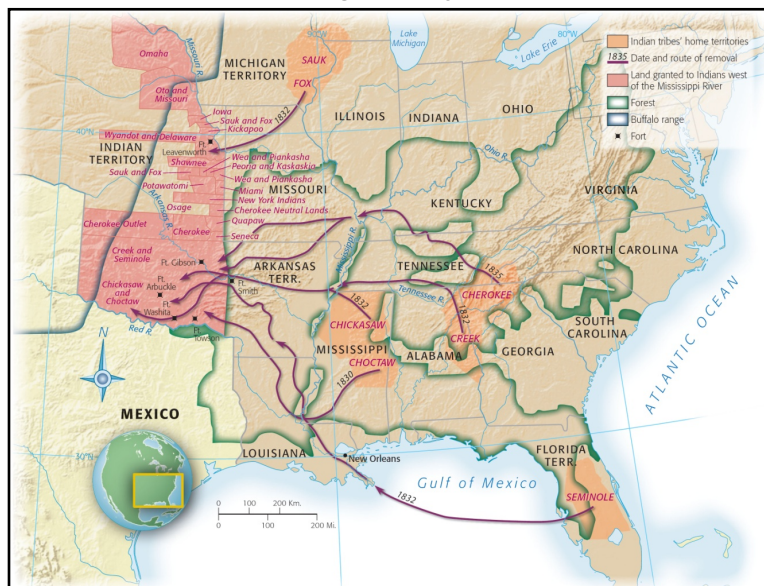 90°W
80°W
Lake
Michigan
Lake Erie
Indian tribes' home territories
1835 Date and route of removal
Land granted to Indians west
of the Mississippi River
Forest
Buffalo range
Fort
Omaha
Missouri R.
MICHIGAN
TERRITORY
SAUK
FOX
Oto and
Missouri
1832
Iowa
Sauk and Fox
Kickapoo
ILLINOIS
INDIANA
OHIO
40°N
Wyandot and Delaware
Ft.
Leavenworth
INDIAN
TERRITORY
Shawnee
Wea and Piankasha
Peoria and Kaskaskia
Ohio R.
Sauk and Fox
Wea and Piankasha
Potawatomi
MISSOURI
Miami
New York Indians
Osage
Cherokee Neutral Lands
KENTUCKY
VIRGINIA
Arkansas R.
Quapaw
Cherokee Outlet
Cherokee
Seneca
Mississippi R.
NORTH CAROLINA
Creek and
Seminole
Ft. Gibson
ARKANSAS
TERR.
TENNESSEE
1835
CHEROKEE
Ft.
Arbuckle
Ft.
Smith
Chickasaw
and
Choctaw
Tennessee R.
Ft.
Washita
1832
1832
SOUTH
CAROLINA
Red R.
Ft.
Towson
CHICKASAW
CREEK
MISSISSIPPI
ALABAMA
GEORGIA
CHOCTAW
1830
ATLANTIC OCEAN
N
MEXICO
30°N
LOUISIANA
New Orleans
FLORIDA
TERR.
Gulf of Mexico
SEMINOLE
1832
0 100 200 Km.
0 100 200 Mi.